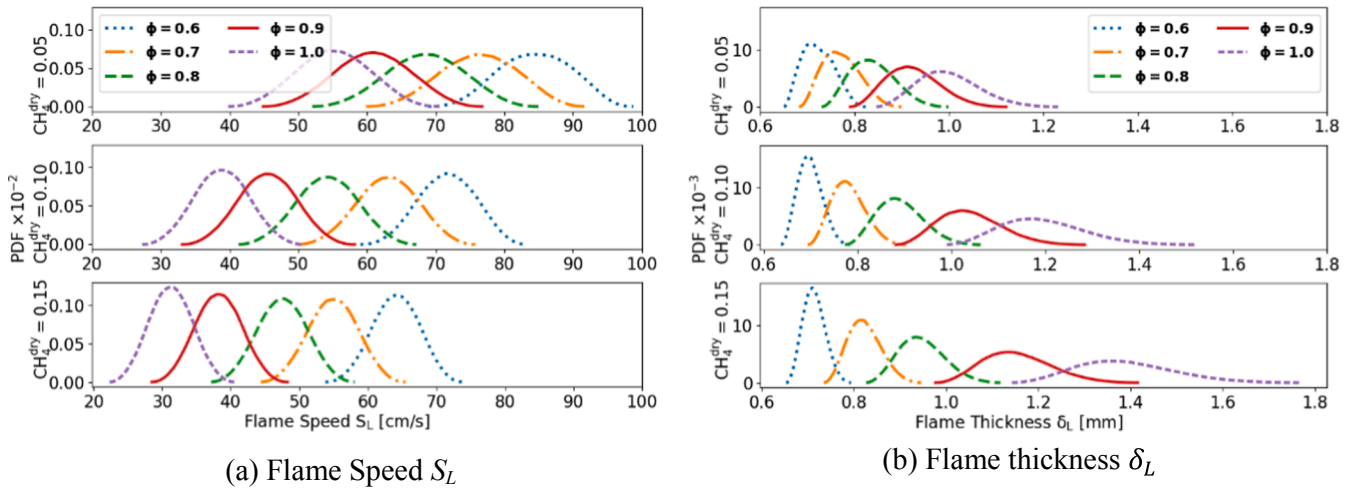 0.10
0.05
0.00
CH₄ᵈʳʸ = 0.05
ϕ = 0.6
ϕ = 0.7
ϕ = 0.8
ϕ = 0.9
ϕ = 1.0
20 30 40 50 60 70 80 90 100
PDF ×10⁻²
CH₄ᵈʳʸ = 0.10
0.10
0.05
0.00
20 30 40 50 60 70 80 90 100
CH₄ᵈʳʸ = 0.15
0.10
0.05
0.00
20 30 40 50 60 70 80 90 100
Flame Speed S_L [cm/s]
(a) Flame Speed S_L
CH₄ᵈʳʸ = 0.05
10
0
ϕ = 0.6
ϕ = 0.7
ϕ = 0.8
ϕ = 0.9
ϕ = 1.0
0.6 0.8 1.0 1.2 1.4 1.6 1.8
PDF ×10⁻³
CH₄ᵈʳʸ = 0.10
10
0
0.6 0.8 1.0 1.2 1.4 1.6 1.8
CH₄ᵈʳʸ = 0.15
10
0
0.6 0.8 1.0 1.2 1.4 1.6 1.8
Flame Thickness δ_L [mm]
(b) Flame thickness δ_L